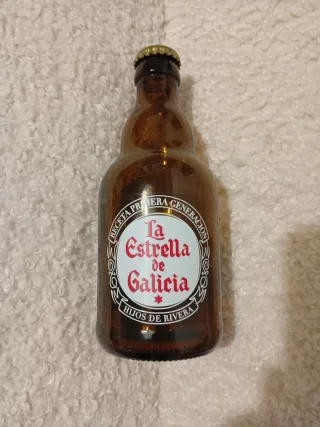 RECETA PRIMERA GENERACIÓN
La
Estrella
de
Galicia
HIJOS DE RIVERA